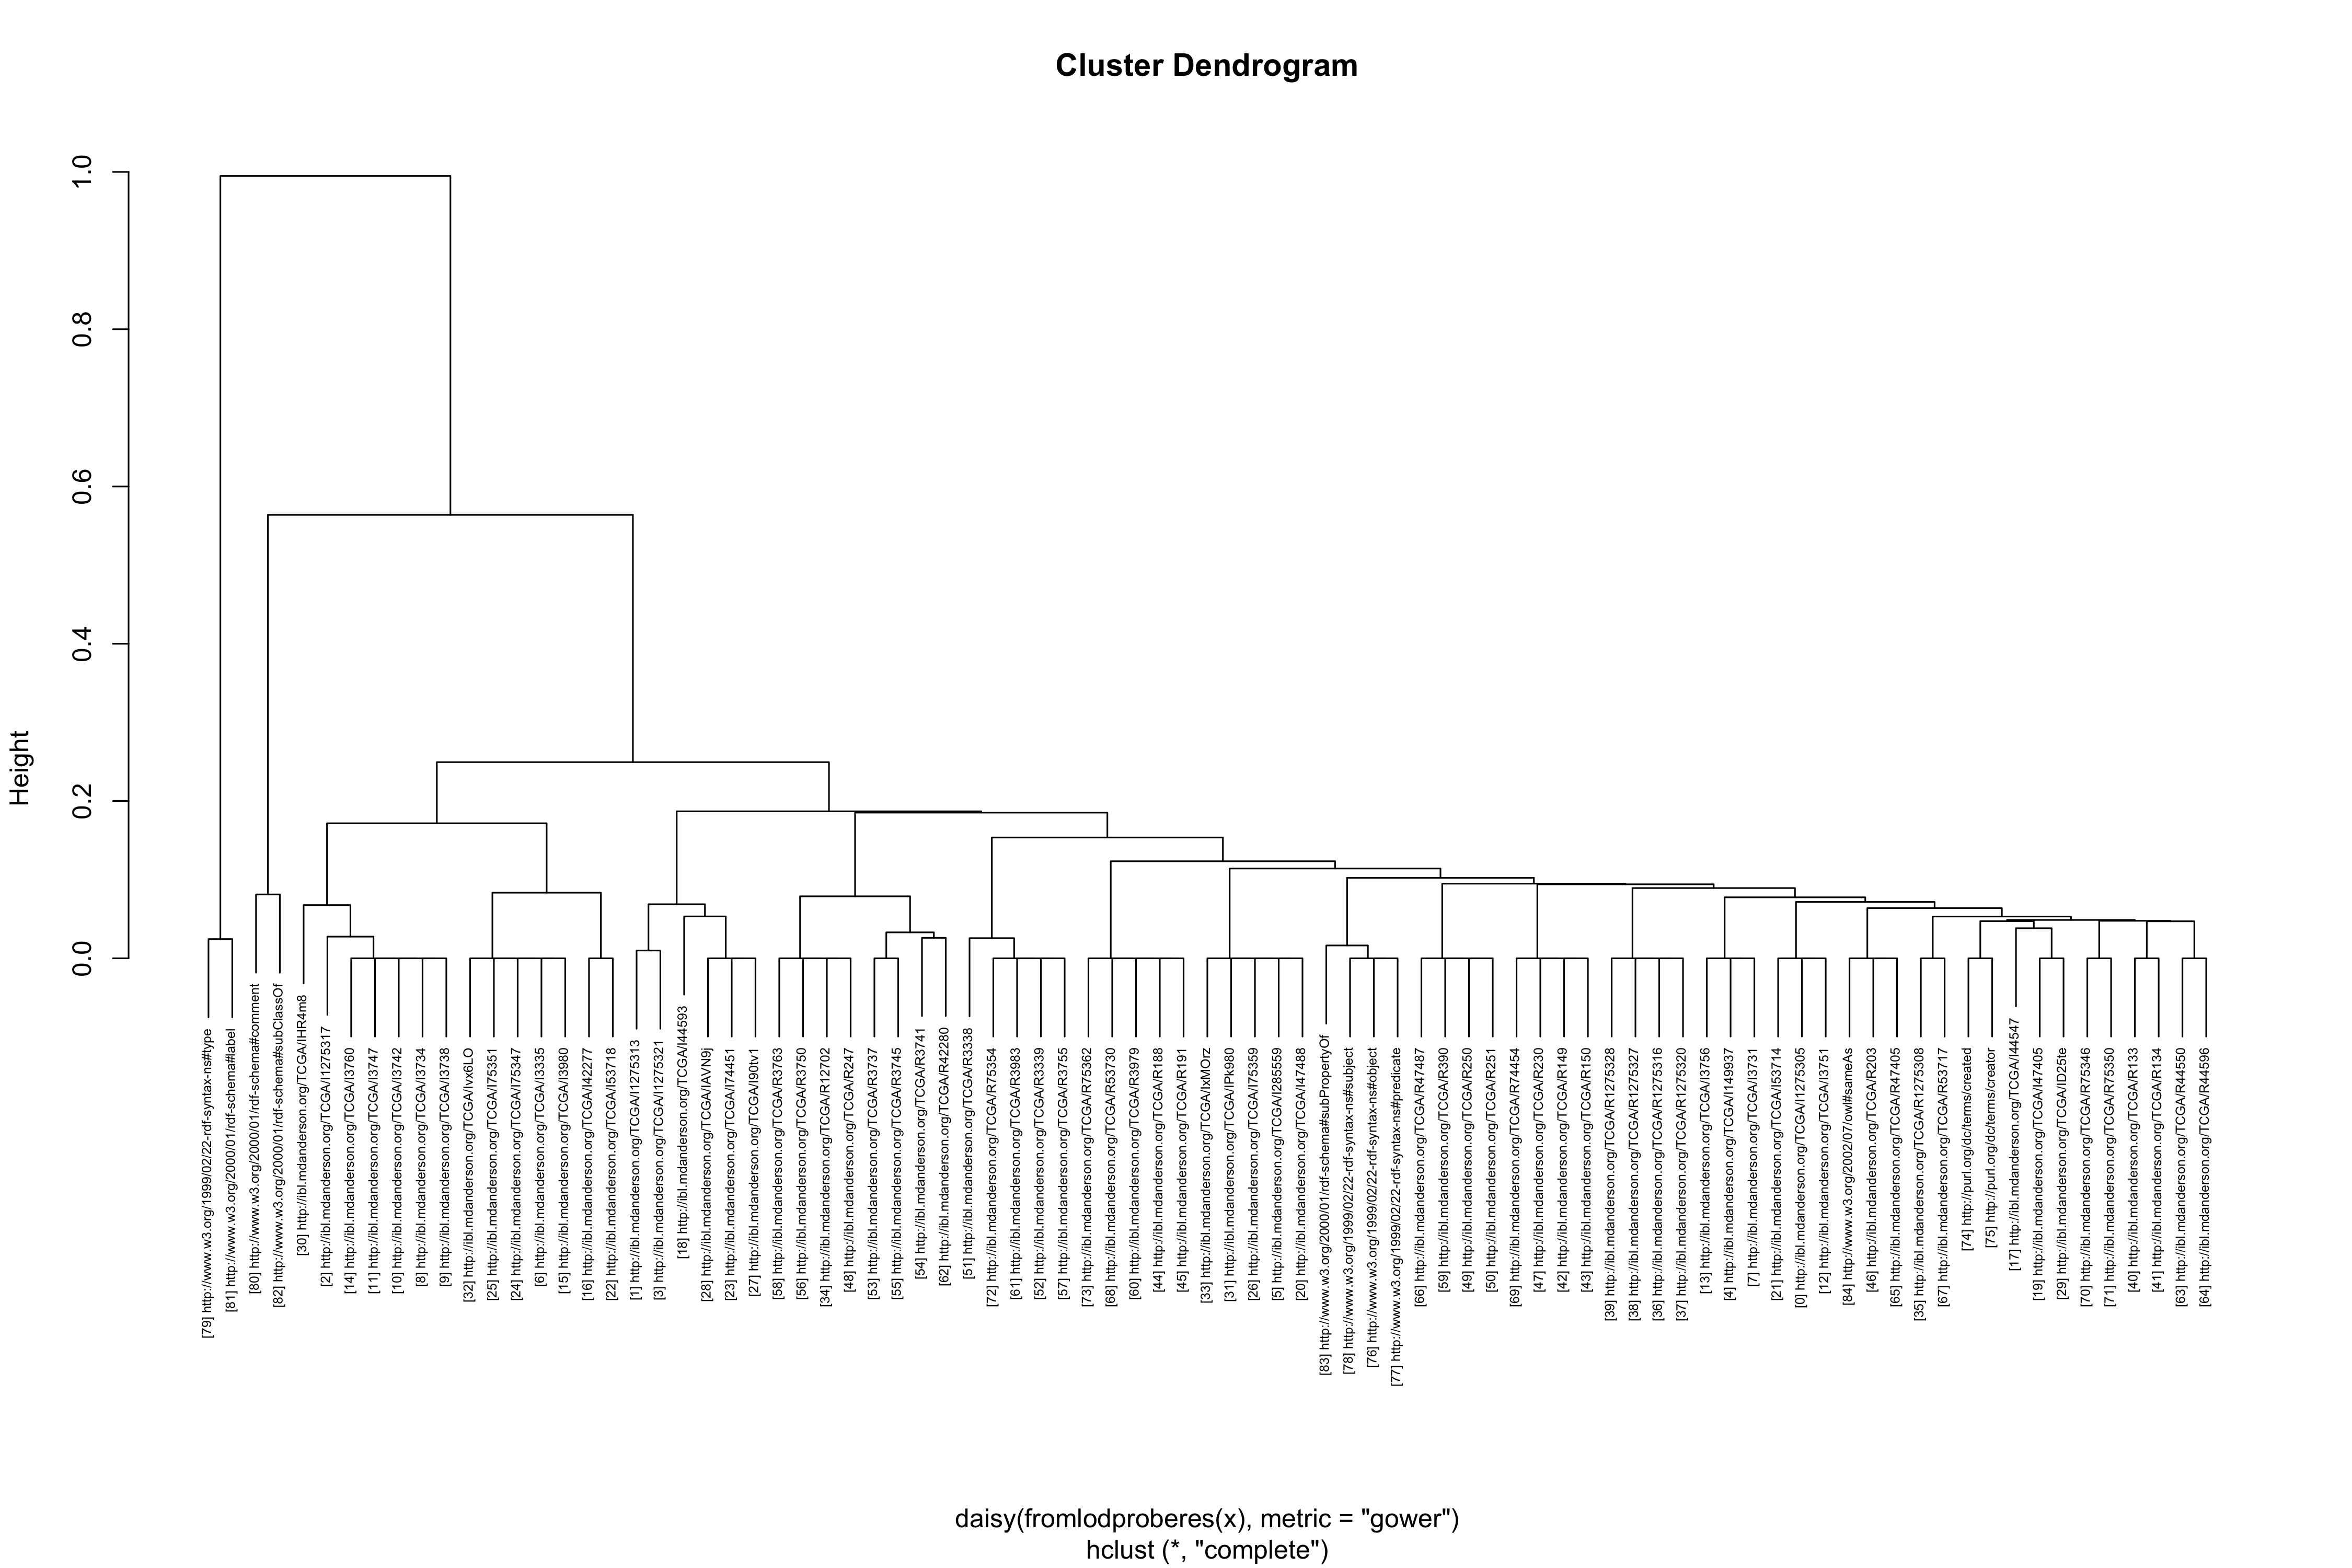 Cluster Dendrogram
1.0
0.8
0.6
0.4
0.2
0.0
Height
[79] http://www.w3.org/1999/02/22-rdf-syntax-ns#type
[81] http://www.w3.org/2000/01/rdf-schema#label
[80] http://www.w3.org/2000/01/rdf-schema#comment
[82] http://www.w3.org/2000/01/rdf-schema#subClassOf
[30] http://ibl.mdanderson.org/TCGA/IHR4m8
[2] http://ibl.mdanderson.org/TCGA/I1275317
[14] http://ibl.mdanderson.org/TCGA/I3760
[11] http://ibl.mdanderson.org/TCGA/I3747
[10] http://ibl.mdanderson.org/TCGA/I3742
[8] http://ibl.mdanderson.org/TCGA/I3734
[9] http://ibl.mdanderson.org/TCGA/I3738
[32] http://ibl.mdanderson.org/TCGA/Ivx6LO
[25] http://ibl.mdanderson.org/TCGA/I75351
[24] http://ibl.mdanderson.org/TCGA/I75347
[6] http://ibl.mdanderson.org/TCGA/I3335
[15] http://ibl.mdanderson.org/TCGA/I3980
[16] http://ibl.mdanderson.org/TCGA/I42277
[22] http://ibl.mdanderson.org/TCGA/I53718
[1] http://ibl.mdanderson.org/TCGA/I1275313
[3] http://ibl.mdanderson.org/TCGA/I1275321
[18] http://ibl.mdanderson.org/TCGA/I44593
[28] http://ibl.mdanderson.org/TCGA/IAVN9j
[23] http://ibl.mdanderson.org/TCGA/I74451
[27] http://ibl.mdanderson.org/TCGA/I90tv1
[58] http://ibl.mdanderson.org/TCGA/R3763
[56] http://ibl.mdanderson.org/TCGA/R3750
[34] http://ibl.mdanderson.org/TCGA/R12702
[48] http://ibl.mdanderson.org/TCGA/R247
[53] http://ibl.mdanderson.org/TCGA/R3737
[55] http://ibl.mdanderson.org/TCGA/R3745
[54] http://ibl.mdanderson.org/TCGA/R3741
[62] http://ibl.mdanderson.org/TCGA/R42280
[51] http://ibl.mdanderson.org/TCGA/R3338
[72] http://ibl.mdanderson.org/TCGA/R75354
[61] http://ibl.mdanderson.org/TCGA/R3983
[52] http://ibl.mdanderson.org/TCGA/R3339
[57] http://ibl.mdanderson.org/TCGA/R3755
[73] http://ibl.mdanderson.org/TCGA/R75362
[68] http://ibl.mdanderson.org/TCGA/R53730
[60] http://ibl.mdanderson.org/TCGA/R3979
[44] http://ibl.mdanderson.org/TCGA/R188
[45] http://ibl.mdanderson.org/TCGA/R191
[33] http://ibl.mdanderson.org/TCGA/IxMOrz
[31] http://ibl.mdanderson.org/TCGA/IPk980
[26] http://ibl.mdanderson.org/TCGA/I75359
[5] http://ibl.mdanderson.org/TCGA/I285559
[20] http://ibl.mdanderson.org/TCGA/I47488
[83] http://www.w3.org/2000/01/rdf-schema#subPropertyOf
[78] http://www.w3.org/1999/02/22-rdf-syntax-ns#subject
[76] http://www.w3.org/1999/02/22-rdf-syntax-ns#object
[77] http://www.w3.org/1999/02/22-rdf-syntax-ns#predicate
[66] http://ibl.mdanderson.org/TCGA/R47487
[59] http://ibl.mdanderson.org/TCGA/R390
[49] http://ibl.mdanderson.org/TCGA/R250
[50] http://ibl.mdanderson.org/TCGA/R251
[69] http://ibl.mdanderson.org/TCGA/R74454
[47] http://ibl.mdanderson.org/TCGA/R230
[42] http://ibl.mdanderson.org/TCGA/R149
[43] http://ibl.mdanderson.org/TCGA/R150
[39] http://ibl.mdanderson.org/TCGA/R1275328
[38] http://ibl.mdanderson.org/TCGA/R1275327
[36] http://ibl.mdanderson.org/TCGA/R1275316
[37] http://ibl.mdanderson.org/TCGA/R1275320
[13] http://ibl.mdanderson.org/TCGA/I3756
[4] http://ibl.mdanderson.org/TCGA/I149937
[7] http://ibl.mdanderson.org/TCGA/I3731
[21] http://ibl.mdanderson.org/TCGA/I53714
[0] http://ibl.mdanderson.org/TCGA/I1275305
[12] http://ibl.mdanderson.org/TCGA/I3751
[84] http://www.w3.org/2002/07/owl#sameAs
[46] http://ibl.mdanderson.org/TCGA/R203
[65] http://ibl.mdanderson.org/TCGA/R47405
[35] http://ibl.mdanderson.org/TCGA/R1275308
[67] http://ibl.mdanderson.org/TCGA/R53717
[74] http://purl.org/dc/terms/created
[75] http://purl.org/dc/terms/creator
[17] http://ibl.mdanderson.org/TCGA/I44547
[19] http://ibl.mdanderson.org/TCGA/I47405
[29] http://ibl.mdanderson.org/TCGA/ID25te
[70] http://ibl.mdanderson.org/TCGA/R75346
[71] http://ibl.mdanderson.org/TCGA/R75350
[40] http://ibl.mdanderson.org/TCGA/R133
[41] http://ibl.mdanderson.org/TCGA/R134
[63] http://ibl.mdanderson.org/TCGA/R44550
[64] http://ibl.mdanderson.org/TCGA/R44596
daisy(fromlodproberes(x), metric = "gower")
hclust (*, "complete")